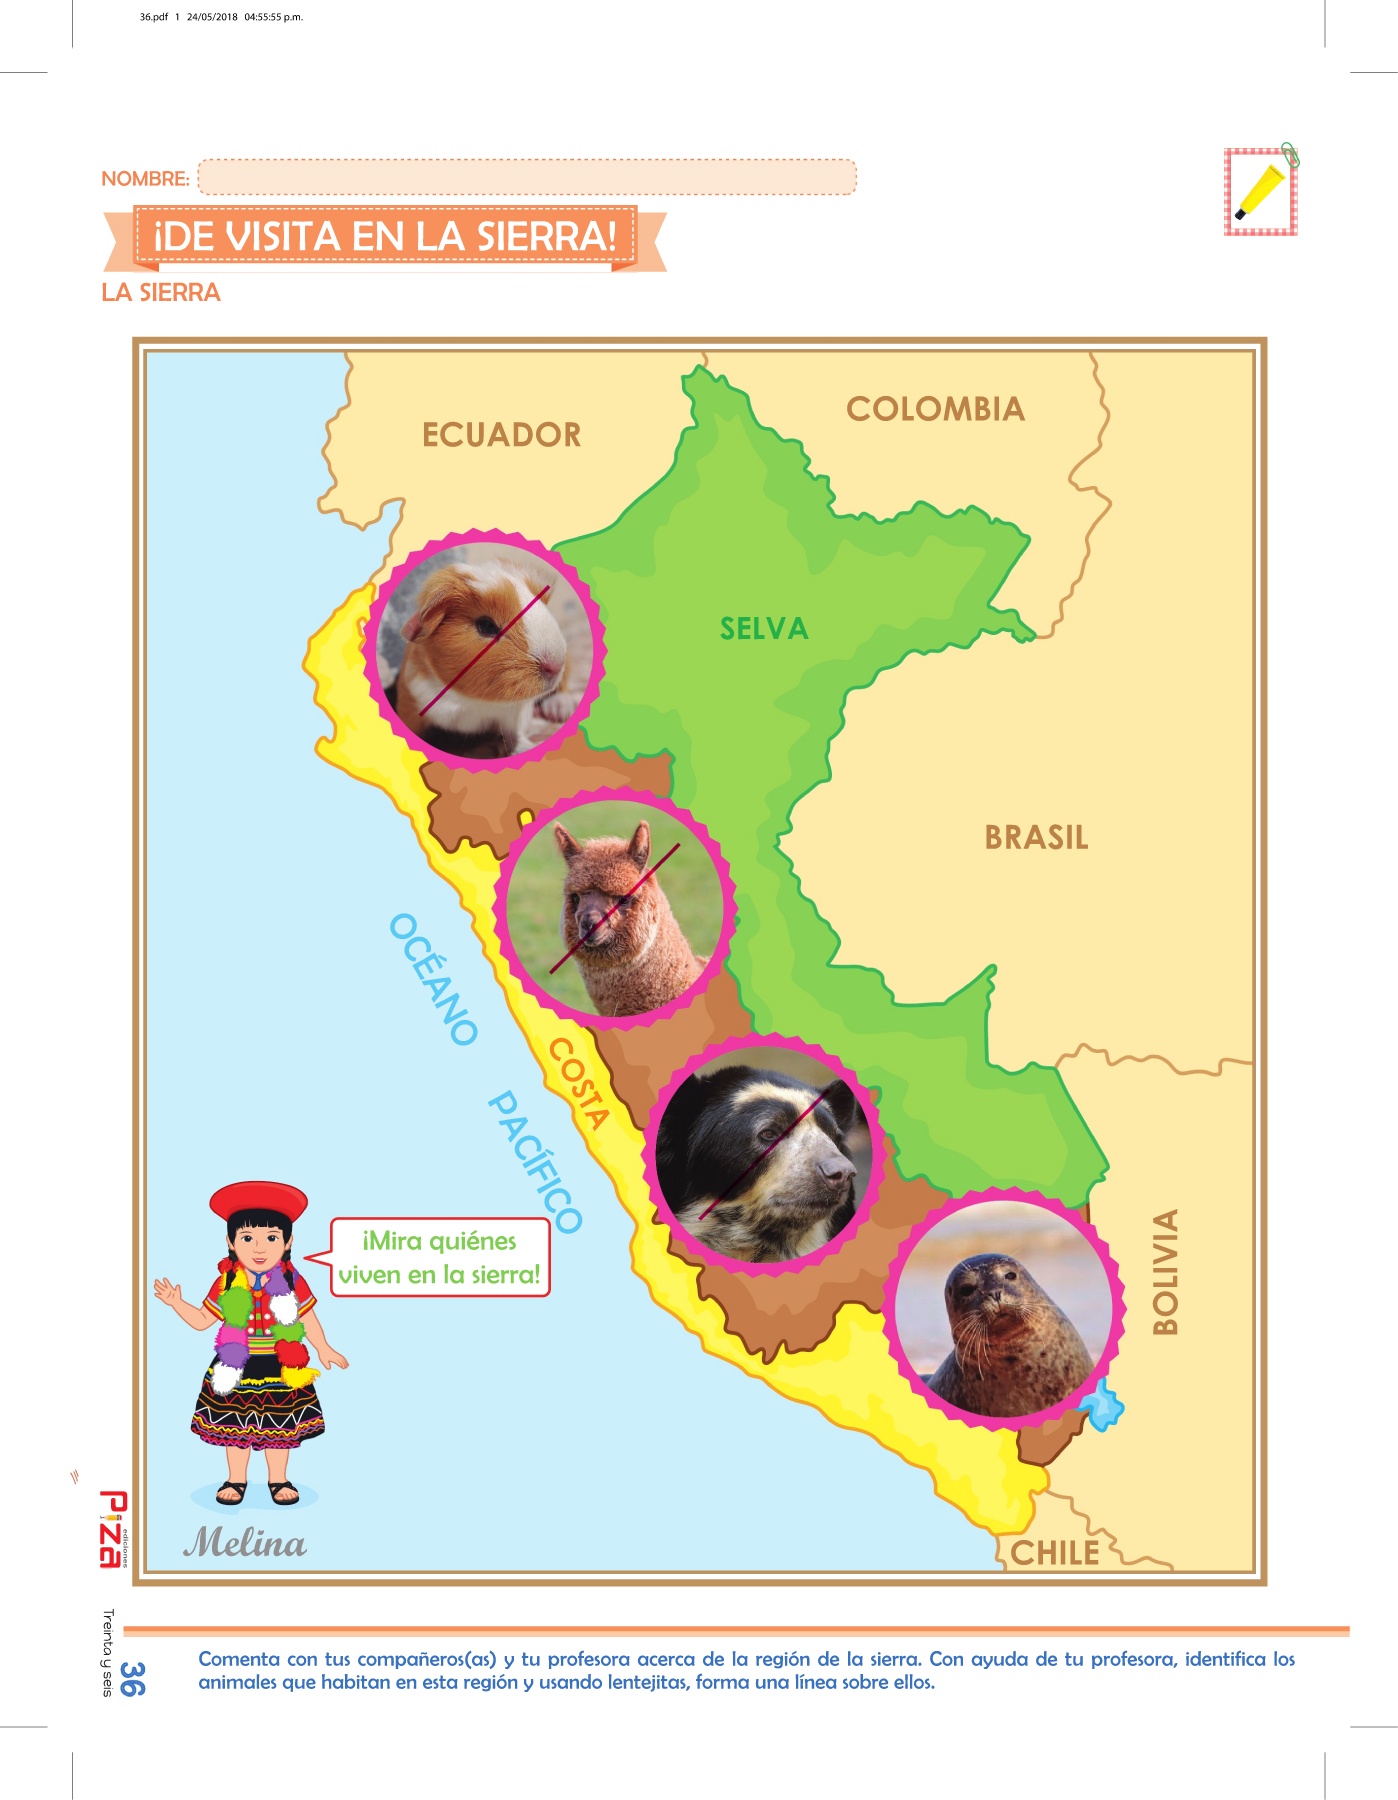 36.pdf 1 24/05/2018 04:55:55 p.m.
NOMBRE:
¡DE VISITA EN LA SIERRA!
LA SIERRA
ECUADOR
COLOMBIA
SELVA
BRASIL
OCÉANO PACÍFICO
COSTA
BOLIVIA
¡Mira quiénes
viven en la sierra!
Melina
CHILE
Piza
ediciones
Treinta y seis
36
Comenta con tus compañeros(as) y tu profesora acerca de la región de la sierra. Con ayuda de tu profesora, identifica los
animales que habitan en esta región y usando lentejitas, forma una línea sobre ellos.